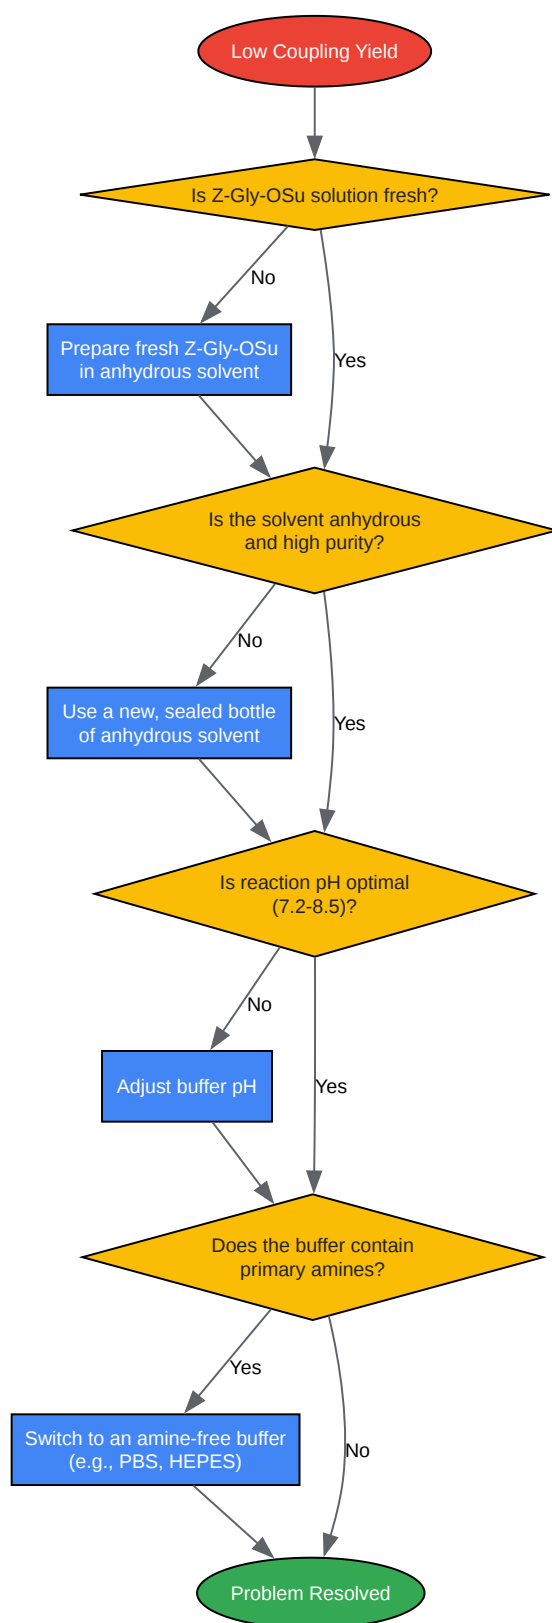 Low Coupling Yield
Is Z-Gly-OSu solution fresh?
No
Prepare fresh Z-Gly-OSu
in anhydrous solvent
Yes
Is the solvent anhydrous
and high purity?
No
Use a new, sealed bottle
of anhydrous solvent
Yes
Is reaction pH optimal
(7.2-8.5)?
No
Adjust buffer pH
Yes
Does the buffer contain
primary amines?
Yes
Switch to an amine-free buffer
(e.g., PBS, HEPES)
No
Problem Resolved